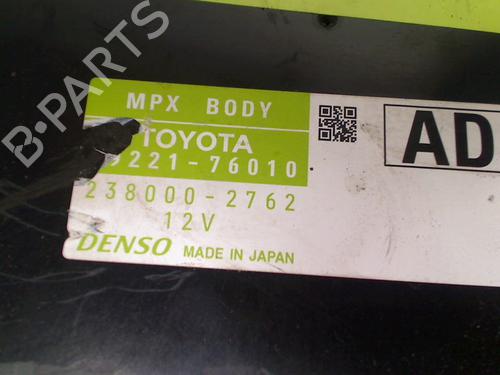 B-PARTS
MPX BODY
TOYOTA
221-76010
238000-2762
12V
DENSO MADE IN JAPAN
AD